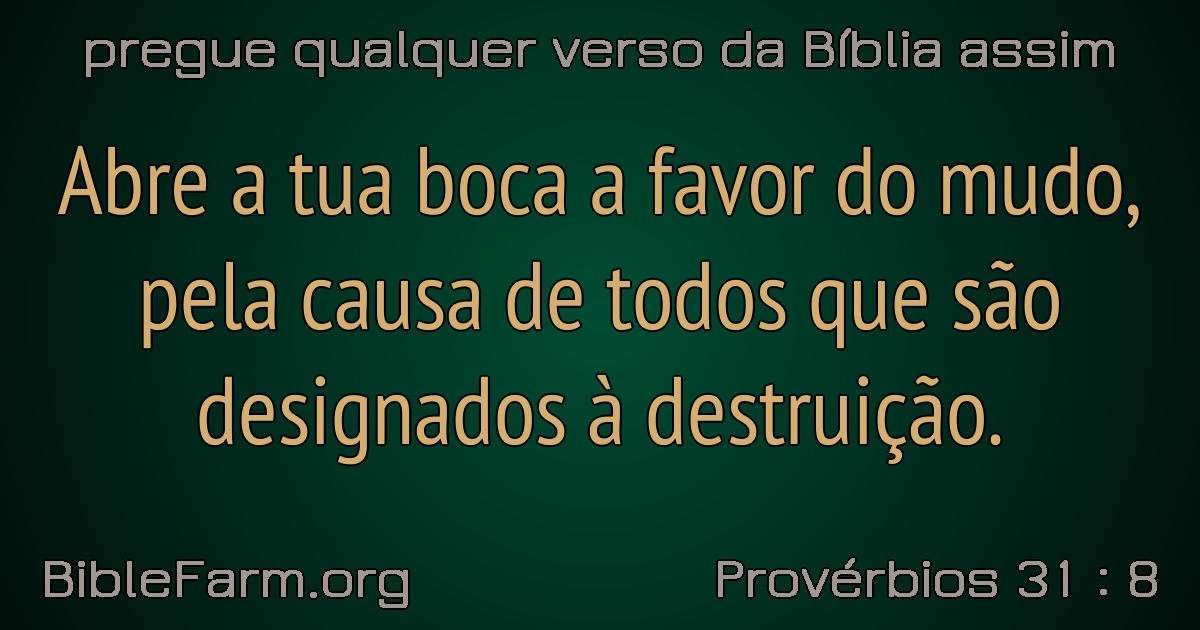 pregue qualquer verso da Bíblia assim
Abre a tua boca a favor do mudo,
pela causa de todos que são
designados à destruição.
BibleFarm.org
Provérbios 31 : 8